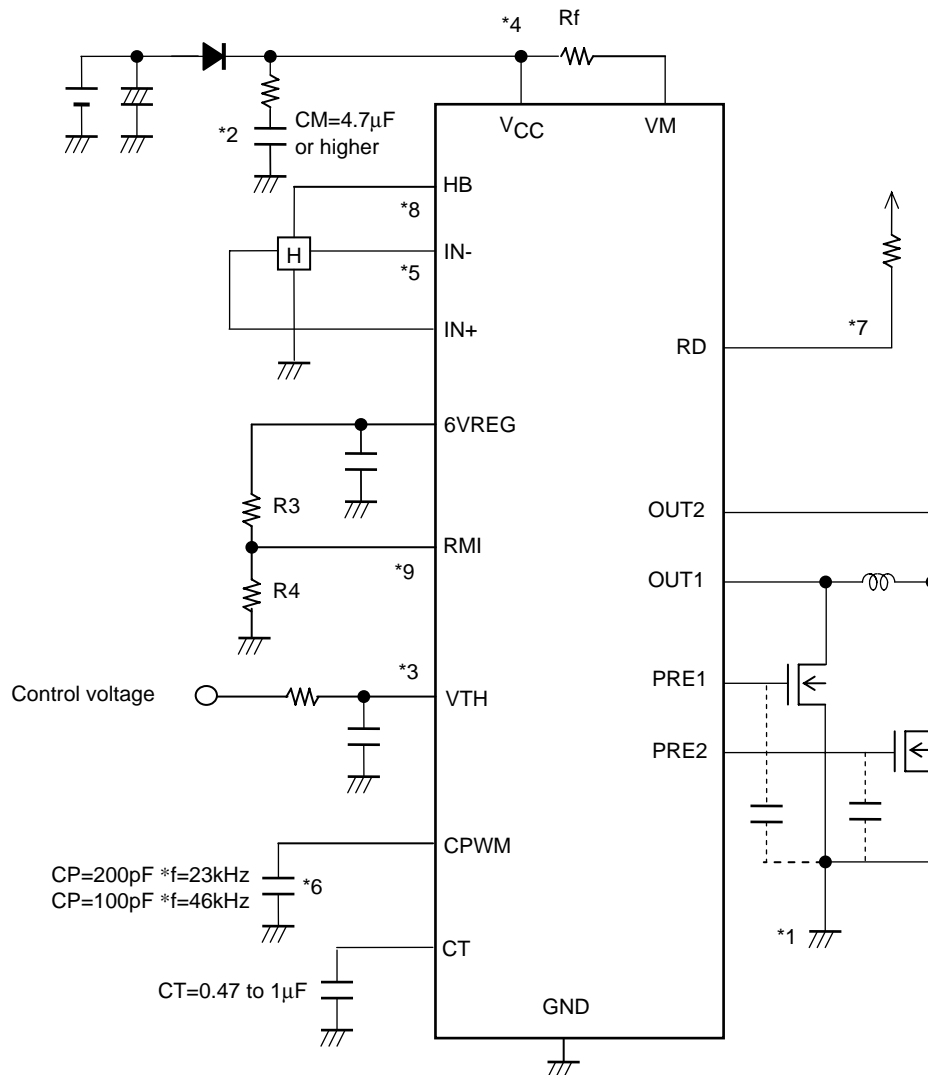 *4
Rf
VCC
VM
*2
CM=4.7μF
or higher
HB
*8
H
IN-
*5
IN+
RD
*7
6VREG
R3
OUT2
RMI
*9
OUT1
R4
*3
PRE1
Control voltage
VTH
PRE2
CPWM
CP=200pF *f=23kHz
*6
CP=100pF *f=46kHz
*1
CT
CT=0.47 to 1μF
GND